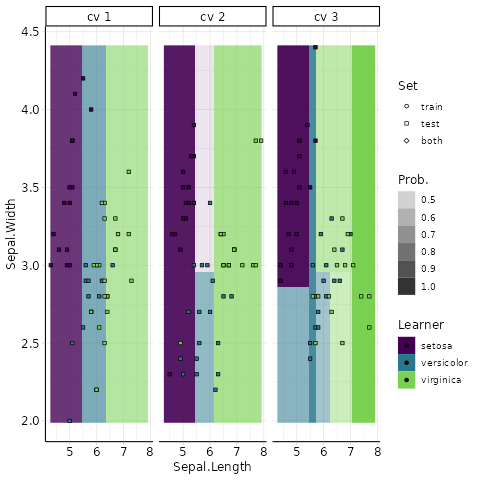 cv 1 cv 2 cv 3
4.5
4.0
3.5
3.0
2.5
2.0
Sepal.Width
5 6 7 8 5 6 7 8 5 6 7 8
Sepal.Length
Set
train
test
both
Prob.
0.5
0.6
0.7
0.8
0.9
1.0
Learner
setosa
versicolor
virginica